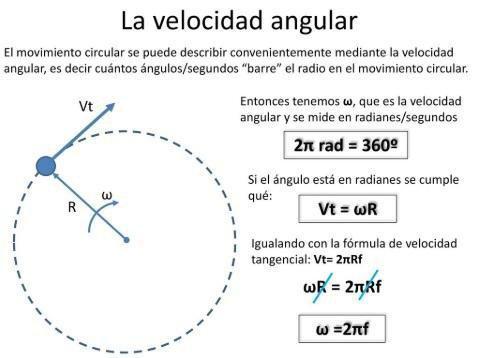 La velocidad angular
El movimiento circular se puede describir convenientemente mediante la velocidad
angular, es decir cuántos ángulos/segundos “barre” el radio en el movimiento circular.
Vt
R
ω
Entonces tenemos ω, que es la velocidad
angular y se mide en radianes/segundos
2π rad = 360º
Si el ángulo está en radianes se cumple
qué:
Vt = ωR
Igualando con la fórmula de velocidad
tangencial: Vt= 2πRf
ωR = 2πRf
ω =2πf